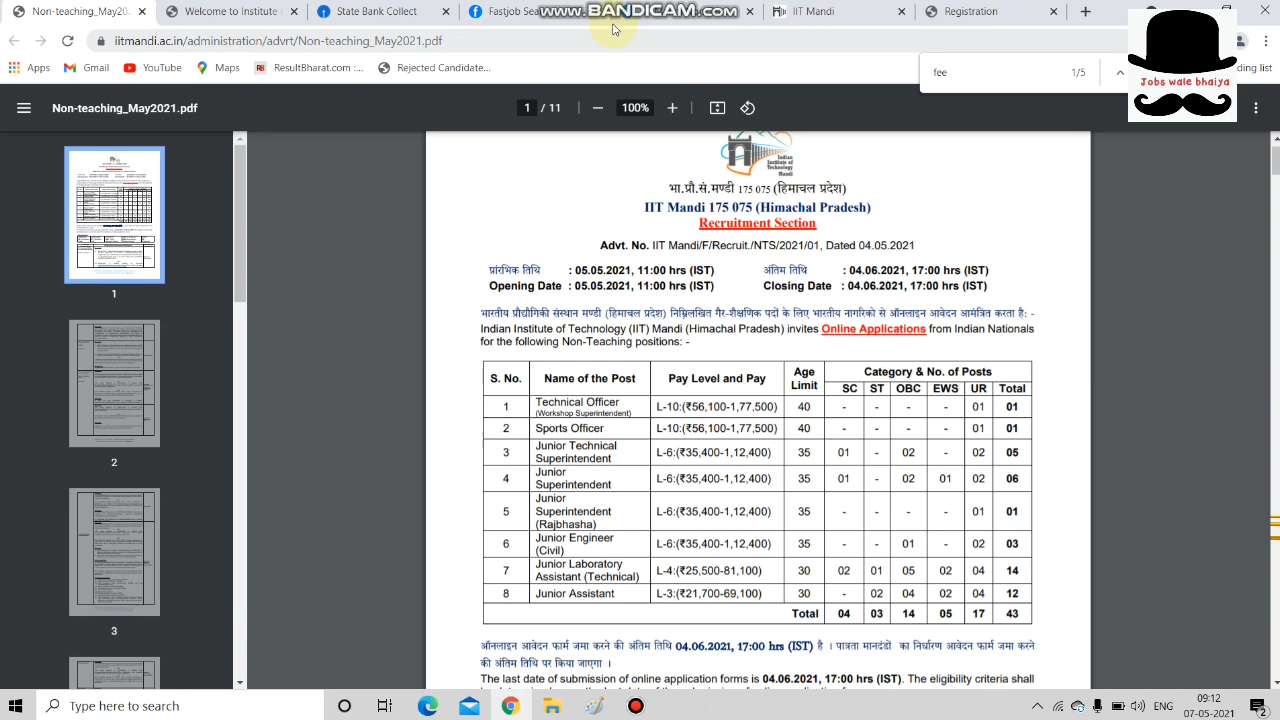 Non-teaching_May
Welcome to Institute
State Bank Collect
Fastjob Sea
www.BANDICAM.com
IIT Mandi
Registration
iitmandi.ac.in/administration/advrt/Non-teaching_May2021.pdf
Apps
Gmail
YouTube
Maps
ResultBharat.com :...
Rejected Candidate...
fee
1/5
ding list
Jobs wale bhaiya
Non-teaching_May2021.pdf
1 / 11
100%
Indian
Institute of
Technology
Mandi
भा.प्रौ.सं.मण्डी 175 075 (हिमाचल प्रदेश)
IIT Mandi 175 075 (Himachal Pradesh)
Recruitment Section
Advt. No. IIT Mandi/F/Recruit./NTS/2021/01, Dated 04.05.2021
प्रारंभिक तिथि : 05.05.2021, 11:00 hrs (IST) अंतिम तिथि : 04.06.2021, 17:00 hrs (IST)
Opening Date : 05.05.2021, 11:00 hrs (IST) Closing Date : 04.06.2021, 17:00 hrs (IST)
भारतीय प्रौद्योगिकी संस्थान मण्डी (हिमाचल प्रदेश) निम्नलिखित गैर-शैक्षणिक पदों के लिए भारतीय नागरिकों से ऑनलाइन आवेदन आमंत्रित करता है: -
Indian Institute of Technology (IIT) Mandi (Himachal Pradesh) invites Online Applications from Indian Nationals
for the following Non-Teaching positions: -
S. No. Name of the Post Pay Level and Pay Age Limit Category & No. of Posts
SC ST OBC EWS UR Total
1 Technical Officer (Workshop Superintendent) L-10:(₹56,100-1,77,500) 40 - - - - 01 01
2 Sports Officer L-10:(₹56,100-1,77,500) 40 - - - - 01 01
3 Junior Technical Superintendent L-6:(₹35,400-1,12,400) 35 01 - 02 - 02 05
4 Junior Superintendent L-6:(₹35,400-1,12,400) 35 01 - 02 01 02 06
5 Junior Superintendent (Rajbhasha) L-6:(₹35,400-1,12,400) 35 - - - - 01 01
6 Junior Engineer (Civil) L-6:(₹35,400-1,12,400) 35 - - 01 - 02 03
7 Junior Laboratory Assistant (Technical) L-4:(₹25,500-81,100) 30 02 01 05 02 04 14
8 Junior Assistant L-3:(₹21,700-69,100) 30 - 02 04 02 04 12
Total 04 03 14 05 17 43
ऑनलाइन आवेदन फार्म जमा करने की अंतिम तिथि 04.06.2021, 17:00 hrs (IST) है । पात्रता मानदंडों का निर्धारण आवेदन फार्म जमा करने
की अंतिम तिथि पर किया जाएगा ।
The last date of submission of online application forms is 04.06.2021, 17:00 hrs (IST). The eligibility criteria shall
1
2
3
Type here to search
09:12
07-05-2021
2